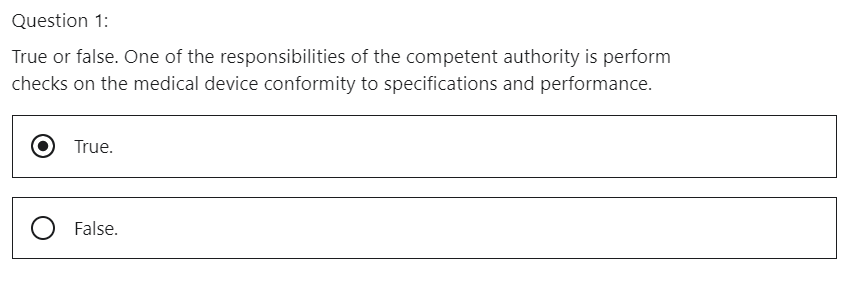 Question 1:
True or false. One of the responsibilities of the competent authority is perform
checks on the medical device conformity to specifications and performance.
True.
False.